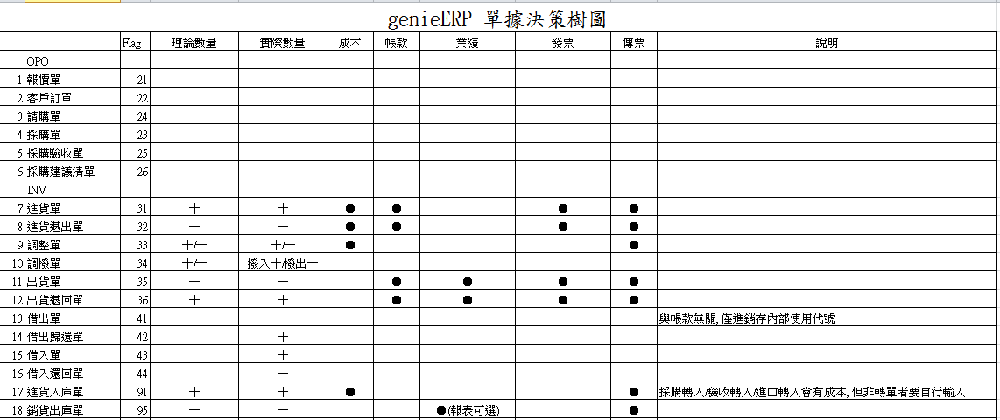 genieERP 單據決策樹圖
Flag 理論數量 實際數量 成本 帳款 業績 發票 傳票 說明
OPO
1 報價單 21
2 客戶訂單 22
3 請購單 24
4 採購單 23
5 採購驗收單 25
6 採購建議清單 26
INV
7 進貨單 31 ＋ ＋ ● ● ● ●
8 進貨退出單 32 － － ● ● ● ●
9 調整單 33 ＋/－ ＋/－ ● ●
10 調撥單 34 ＋/－ 撥入＋/撥出－
11 出貨單 35 － － ● ● ● ●
12 出貨退回單 36 ＋ ＋ ● ● ● ●
13 借出單 41 － 與帳款無關, 僅進銷存內部使用代號
14 借出歸還單 42 ＋
15 借入單 43 ＋
16 借入還回單 44 －
17 進貨入庫單 91 ＋ ＋ ● ● 採購轉入/驗收轉入/進口轉入會有成本, 但非轉單者要自行輸入
18 銷貨出庫單 95 － － ●(報表可選) ●